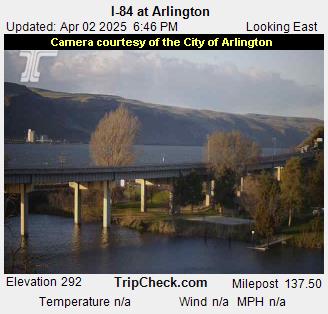 I-84 at Arlington
Updated: Apr 02 2025 6:46 PM Looking East
Camera courtesy of the City of Arlington
Elevation 292 TripCheck.com Milepost 137.50
Temperature n/a Wind n/a MPH n/a